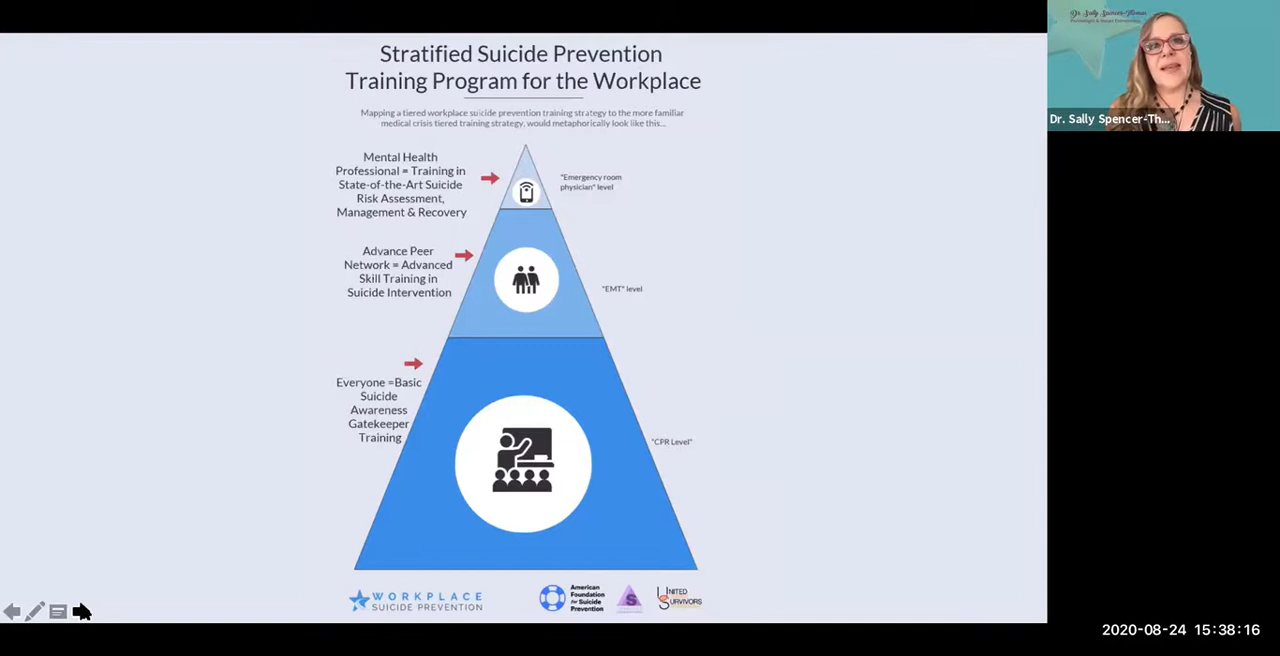 Stratified Suicide Prevention
Training Program for the Workplace
Mapping a tiered workplace suicide prevention training strategy to the more familiar
medical crisis tiered training strategy, would metaphorically look like this...
Mental Health
Professional = Training in
State-of-the-Art Suicide
Risk Assessment,
Management & Recovery
"Emergency room
physician" level
Advance Peer
Network = Advanced
Skill Training in
Suicide Intervention
"EMT" level
Everyone =Basic
Suicide
Awareness
Gatekeeper
Training
"CPR Level"
WORKPLACE
SUICIDE PREVENTION
American
Foundation
for Suicide
Prevention
S
UNITED
SURVIVORS
Dr. Sally Spencer-Thomas
Dr. Sally Spencer-Th...
2020-08-24 15:38:16